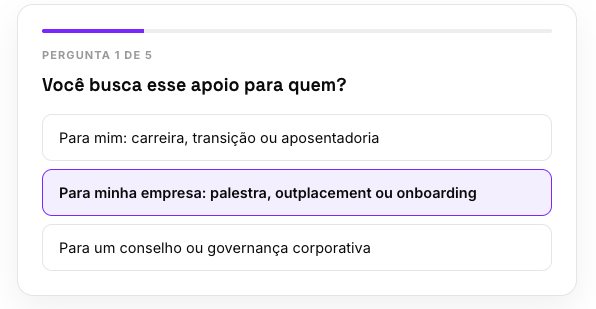 PERGUNTA 1 DE 5
Você busca esse apoio para quem?
Para mim: carreira, transição ou aposentadoria
Para minha empresa: palestra, outplacement ou onboarding
Para um conselho ou governança corporativa